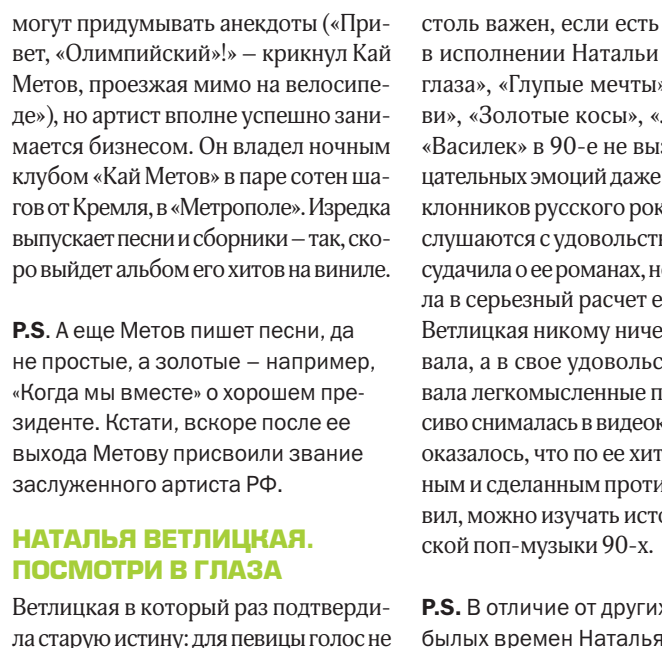 могут придумывать анекдоты («При-
вет, «Олимпийский»!» – крикнул Кай
Метов, проезжая мимо на велосипе-
де»), но артист вполне успешно зани-
мается бизнесом. Он владел ночным
клубом «Кай Метов» в паре сотен ша-
гов от Кремля, в «Метрополе». Изредка
выпускает песни и сборники – так, ско-
ро выйдет альбом его хитов на виниле.
P.S. А еще Метов пишет песни, да
не простые, а золотые – например,
«Когда мы вместе» о хорошем пре-
зиденте. Кстати, вскоре после ее
выхода Метову присвоили звание
заслуженного артиста РФ.
НАТАЛЬЯ ВЕТЛИЦКАЯ.
ПОСМОТРИ В ГЛАЗА
Ветлицкая в который раз подтверди-
ла старую истину: для певицы голос не
столь важен, если есть
в исполнении Натальи
глаза», «Глупые мечты»
ви», «Золотые косы», «
«Василек» в 90-е не выз
цательных эмоций даже
клонников русского рок
слушаются с удовольств
судачила о ее романах, н
ла в серьезный расчет е
Ветлицкая никому ниче
вала, а в свое удовольс
вала легкомысленные п
сиво снималась в видеок
оказалось, что по ее хит
ным и сделанным проти
вил, можно изучать исто
ской поп-музыки 90-х.
P.S. В отличие от других
былых времен Наталья